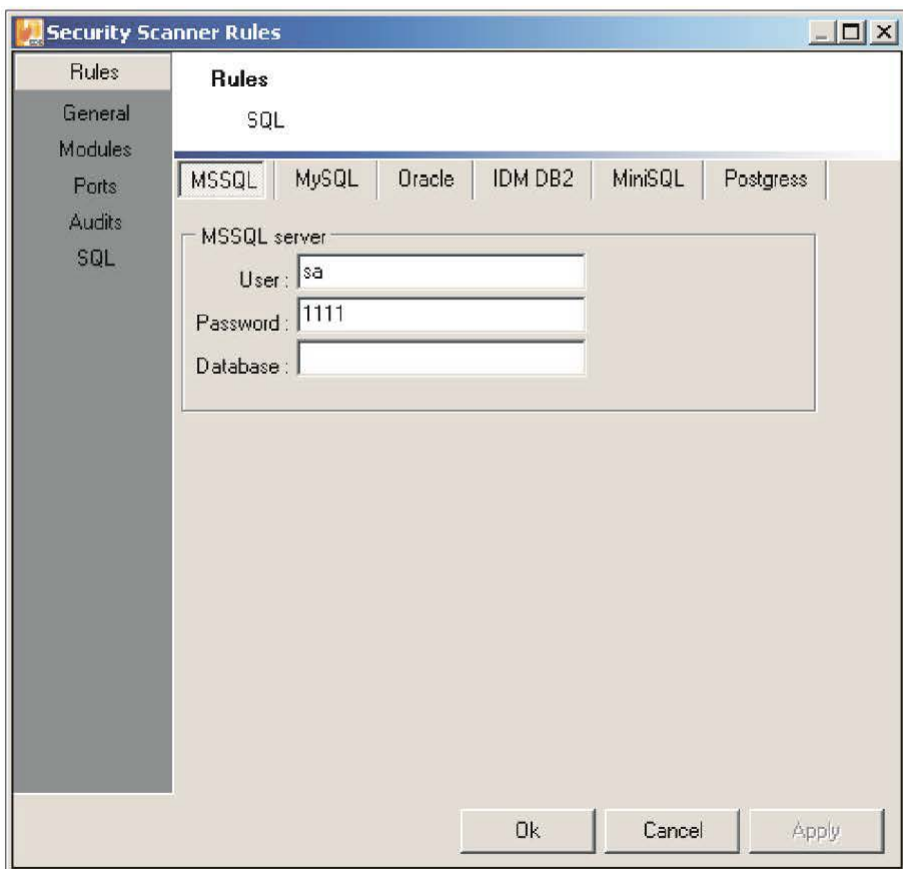 Security Scanner Rules
Rules
General
Modules
Ports
Audits
SQL
Rules
SQL
MSSQL MySQL Oracle IDM DB2 MiniSQL Postgress
MSSQL server
User : sa
Password : 1111
Database :
Ok Cancel Apply